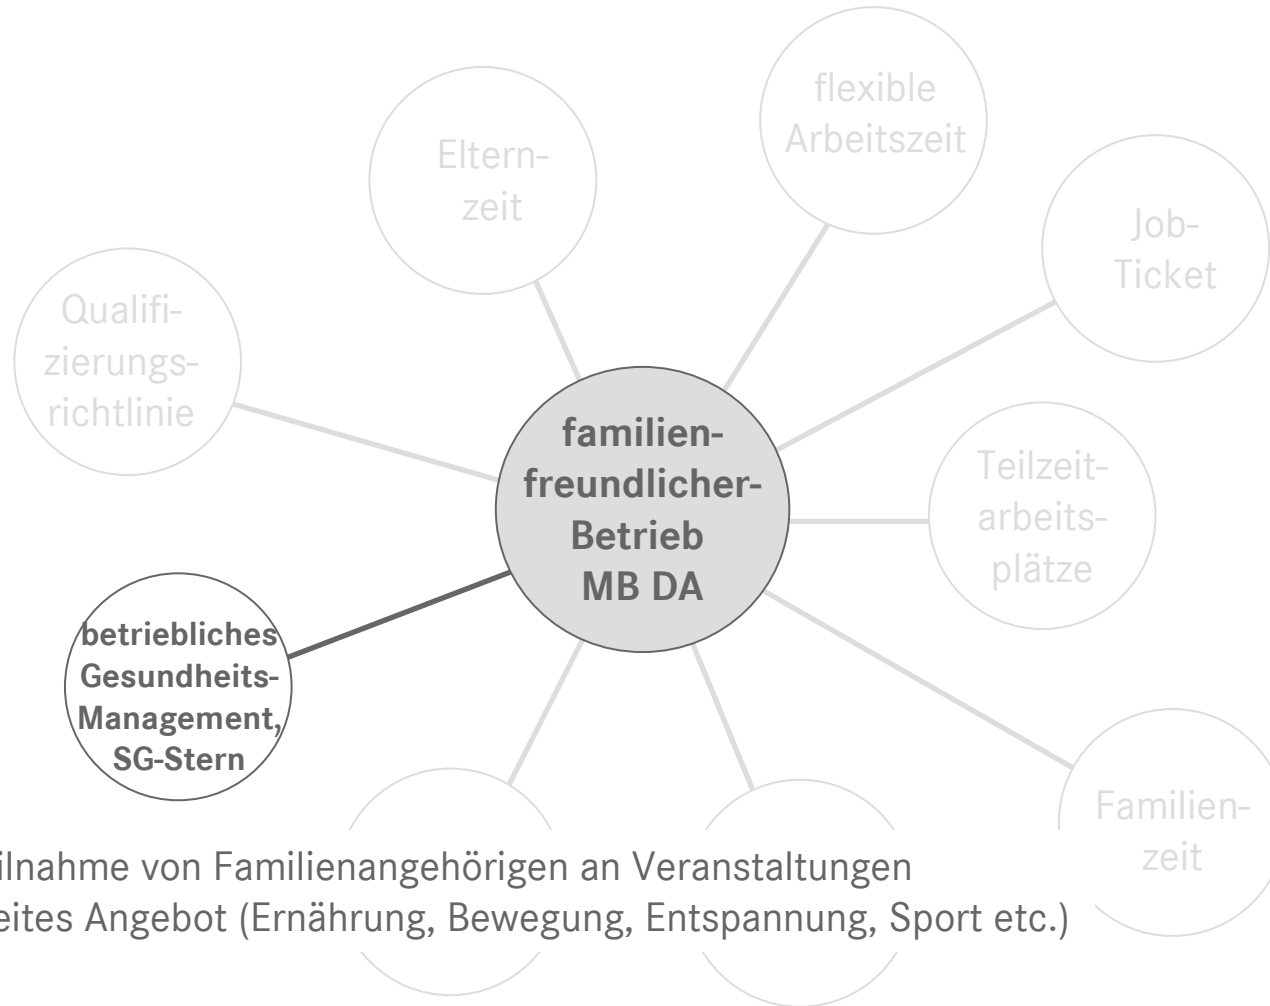 flexible
Arbeitszeit
Eltern-
zeit
Job-
Ticket
Qualifi-
zierungs-
richtlinie
familien-
freundlicher-
Betrieb
MB DA
Teilzeit-
arbeits-
plätze
betriebliches
Gesundheits-
Management,
SG-Stern
Familien-
zeit
ilnahme von Familienangehörigen an Veranstaltungen
eites Angebot (Ernährung, Bewegung, Entspannung, Sport etc.)